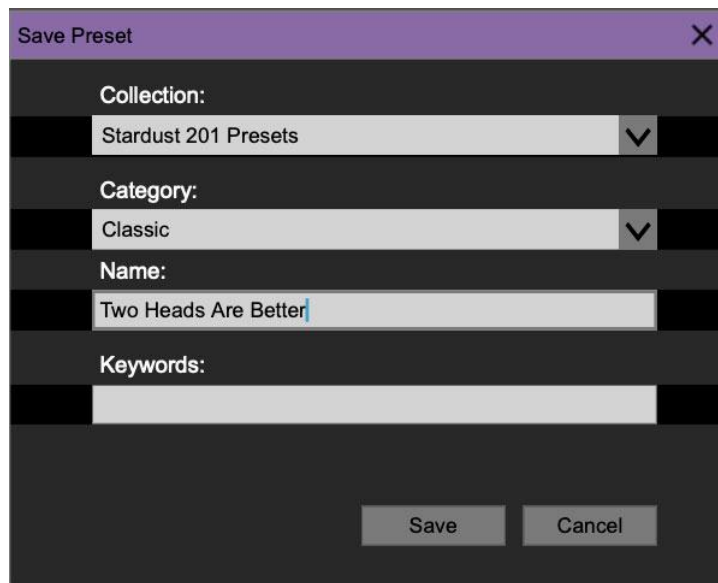 Save Preset
Collection:
Stardust 201 Presets
Category:
Classic
Name:
Two Heads Are Better
Keywords:
Save Cancel